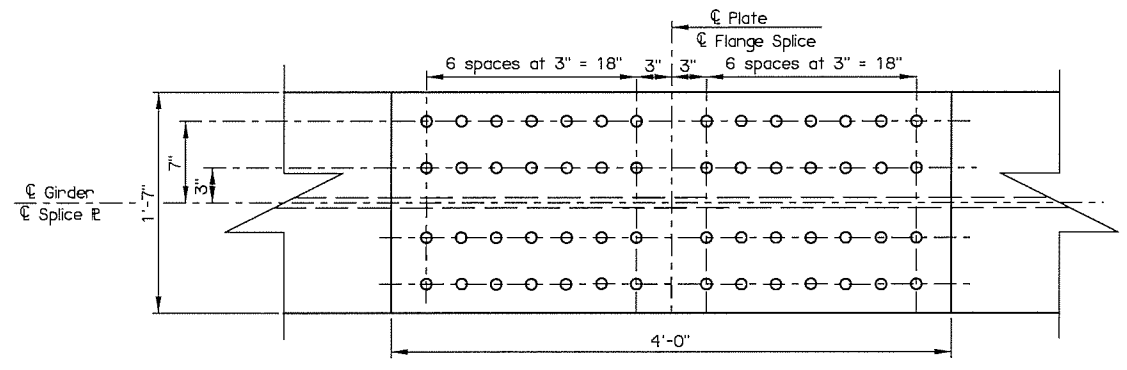 ℄ Plate
℄ Flange Splice
6 spaces at 3" = 18"
3"
3"
6 spaces at 3" = 18"
7"
3"
1'-7"
℄ Girder
℄ Splice ⅊
4'-0"